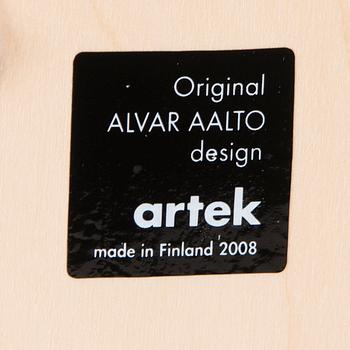 Original
ALVAR AALTO
design
artek
made in Finland 2008